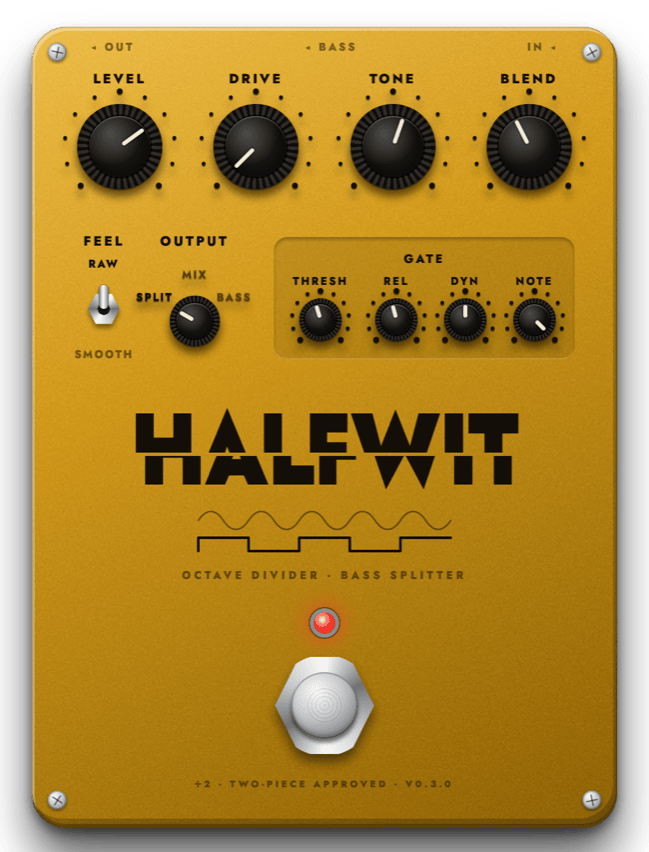 ◂ OUT ◂ BASS IN ◂
LEVEL DRIVE TONE BLEND
FEEL OUTPUT
RAW
GATE
MIX
THRESH REL DYN NOTE
SPLIT BASS
SMOOTH
HALFWIT
OCTAVE DIVIDER · BASS SPLITTER
÷2 · TWO-PIECE APPROVED · V0.3.0